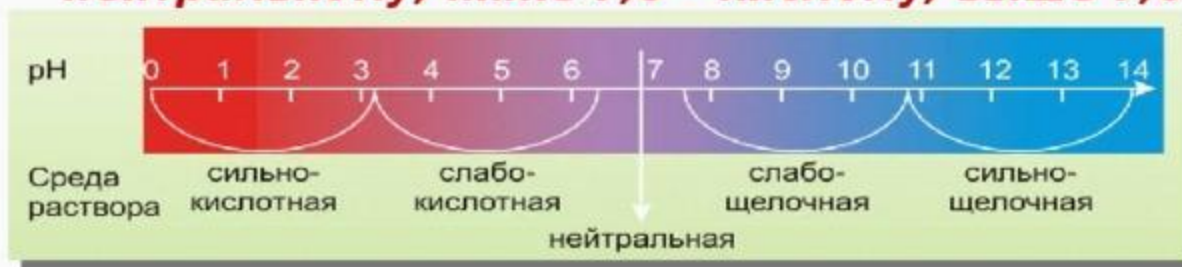 pH 0 1 2 3 4 5 6 7 8 9 10 11 12 13 14
Среда раствора
сильно-
кислотная
слабо-
кислотная
слабо-
щелочная
сильно-
щелочная
нейтральная